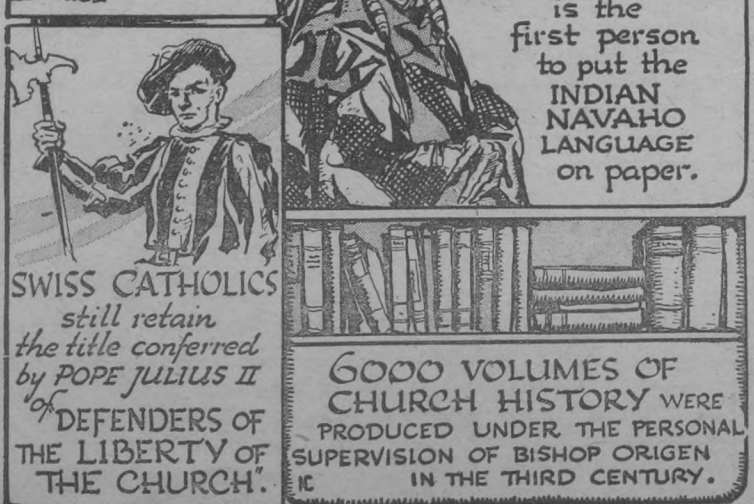 is the
first person
to put the
INDIAN
NAVAHO
LANGUAGE
on paper.
SWISS CATHOLICS
still retain
the title conferred
by POPE JULIUS II
of
"DEFENDERS OF
THE LIBERTY OF
THE CHURCH".
6000 VOLUMES OF
CHURCH HISTORY WERE
PRODUCED UNDER THE PERSONAL
SUPERVISION OF BISHOP ORIGEN
IN THE THIRD CENTURY.
IC